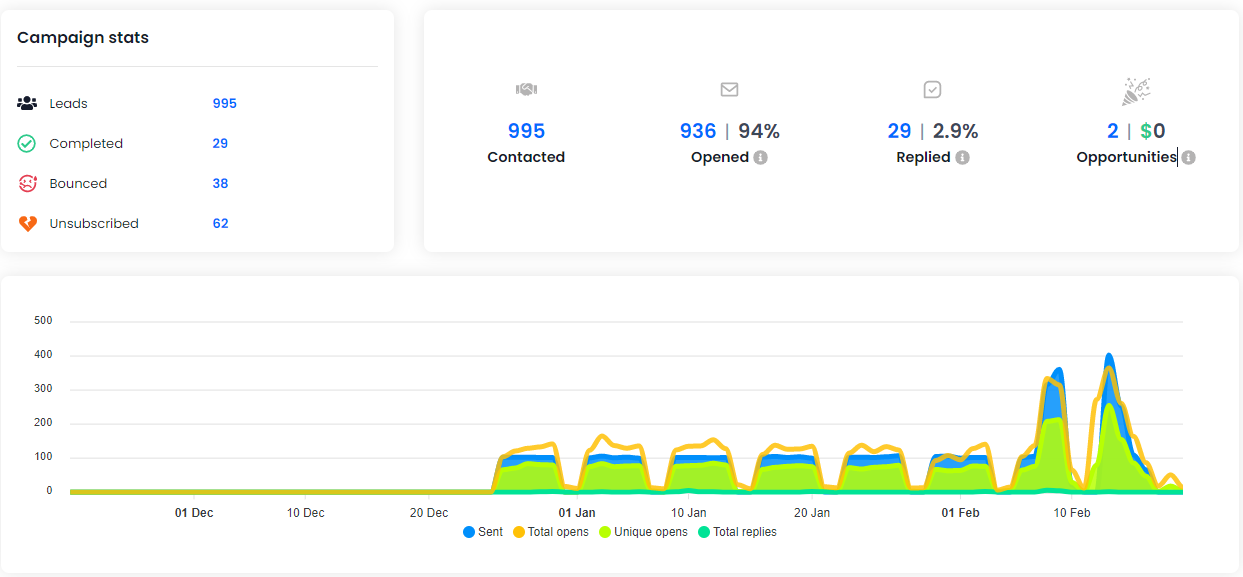 Campaign stats
Leads 995
Completed 29
Bounced 38
Unsubscribed 62
995
Contacted
936 | 94%
Opened
29 | 2.9%
Replied
2 | $0
Opportunities
500
400
300
200
100
0
01 Dec 10 Dec 20 Dec 01 Jan 10 Jan 20 Jan 01 Feb 10 Feb
Sent Total opens Unique opens Total replies